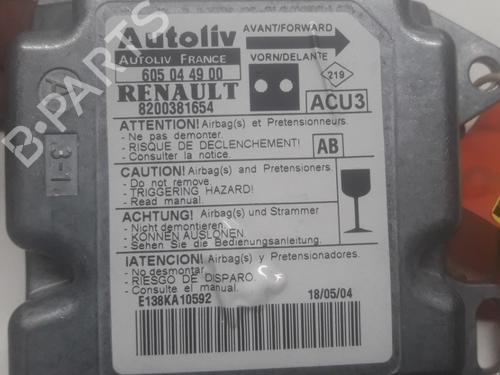 Autoliv
AUTOLIV FRANCE
605 04 49 00
RENAULT
8200381654
AVANT/FORWARD
VORN/DELANTE
219
ACU3
ATTENTION! Airbag(s) et Pretensionneurs.
- Ne pas demonter.
- RISQUE DE DECLENCHEMENT!
- Consulter la notice.
AB
CAUTION! Airbag(s) and Pretensioners.
- Do not remove.
- TRIGGERING HAZARD!
- Read manual.
ACHTUNG! Airbag(s) und Strammer
- Nicht demontieren.
- KONNEN AUSLOSEN.
- Sehen Sie die Bedienungsanleitung.
¡ATENCION! Airbag(s) y Pretensionadores.
- No desmontar.
- RIESGO DE DISPARO.
- Consulte el manual.
E138KA10592
18/05/04
B-PARTS